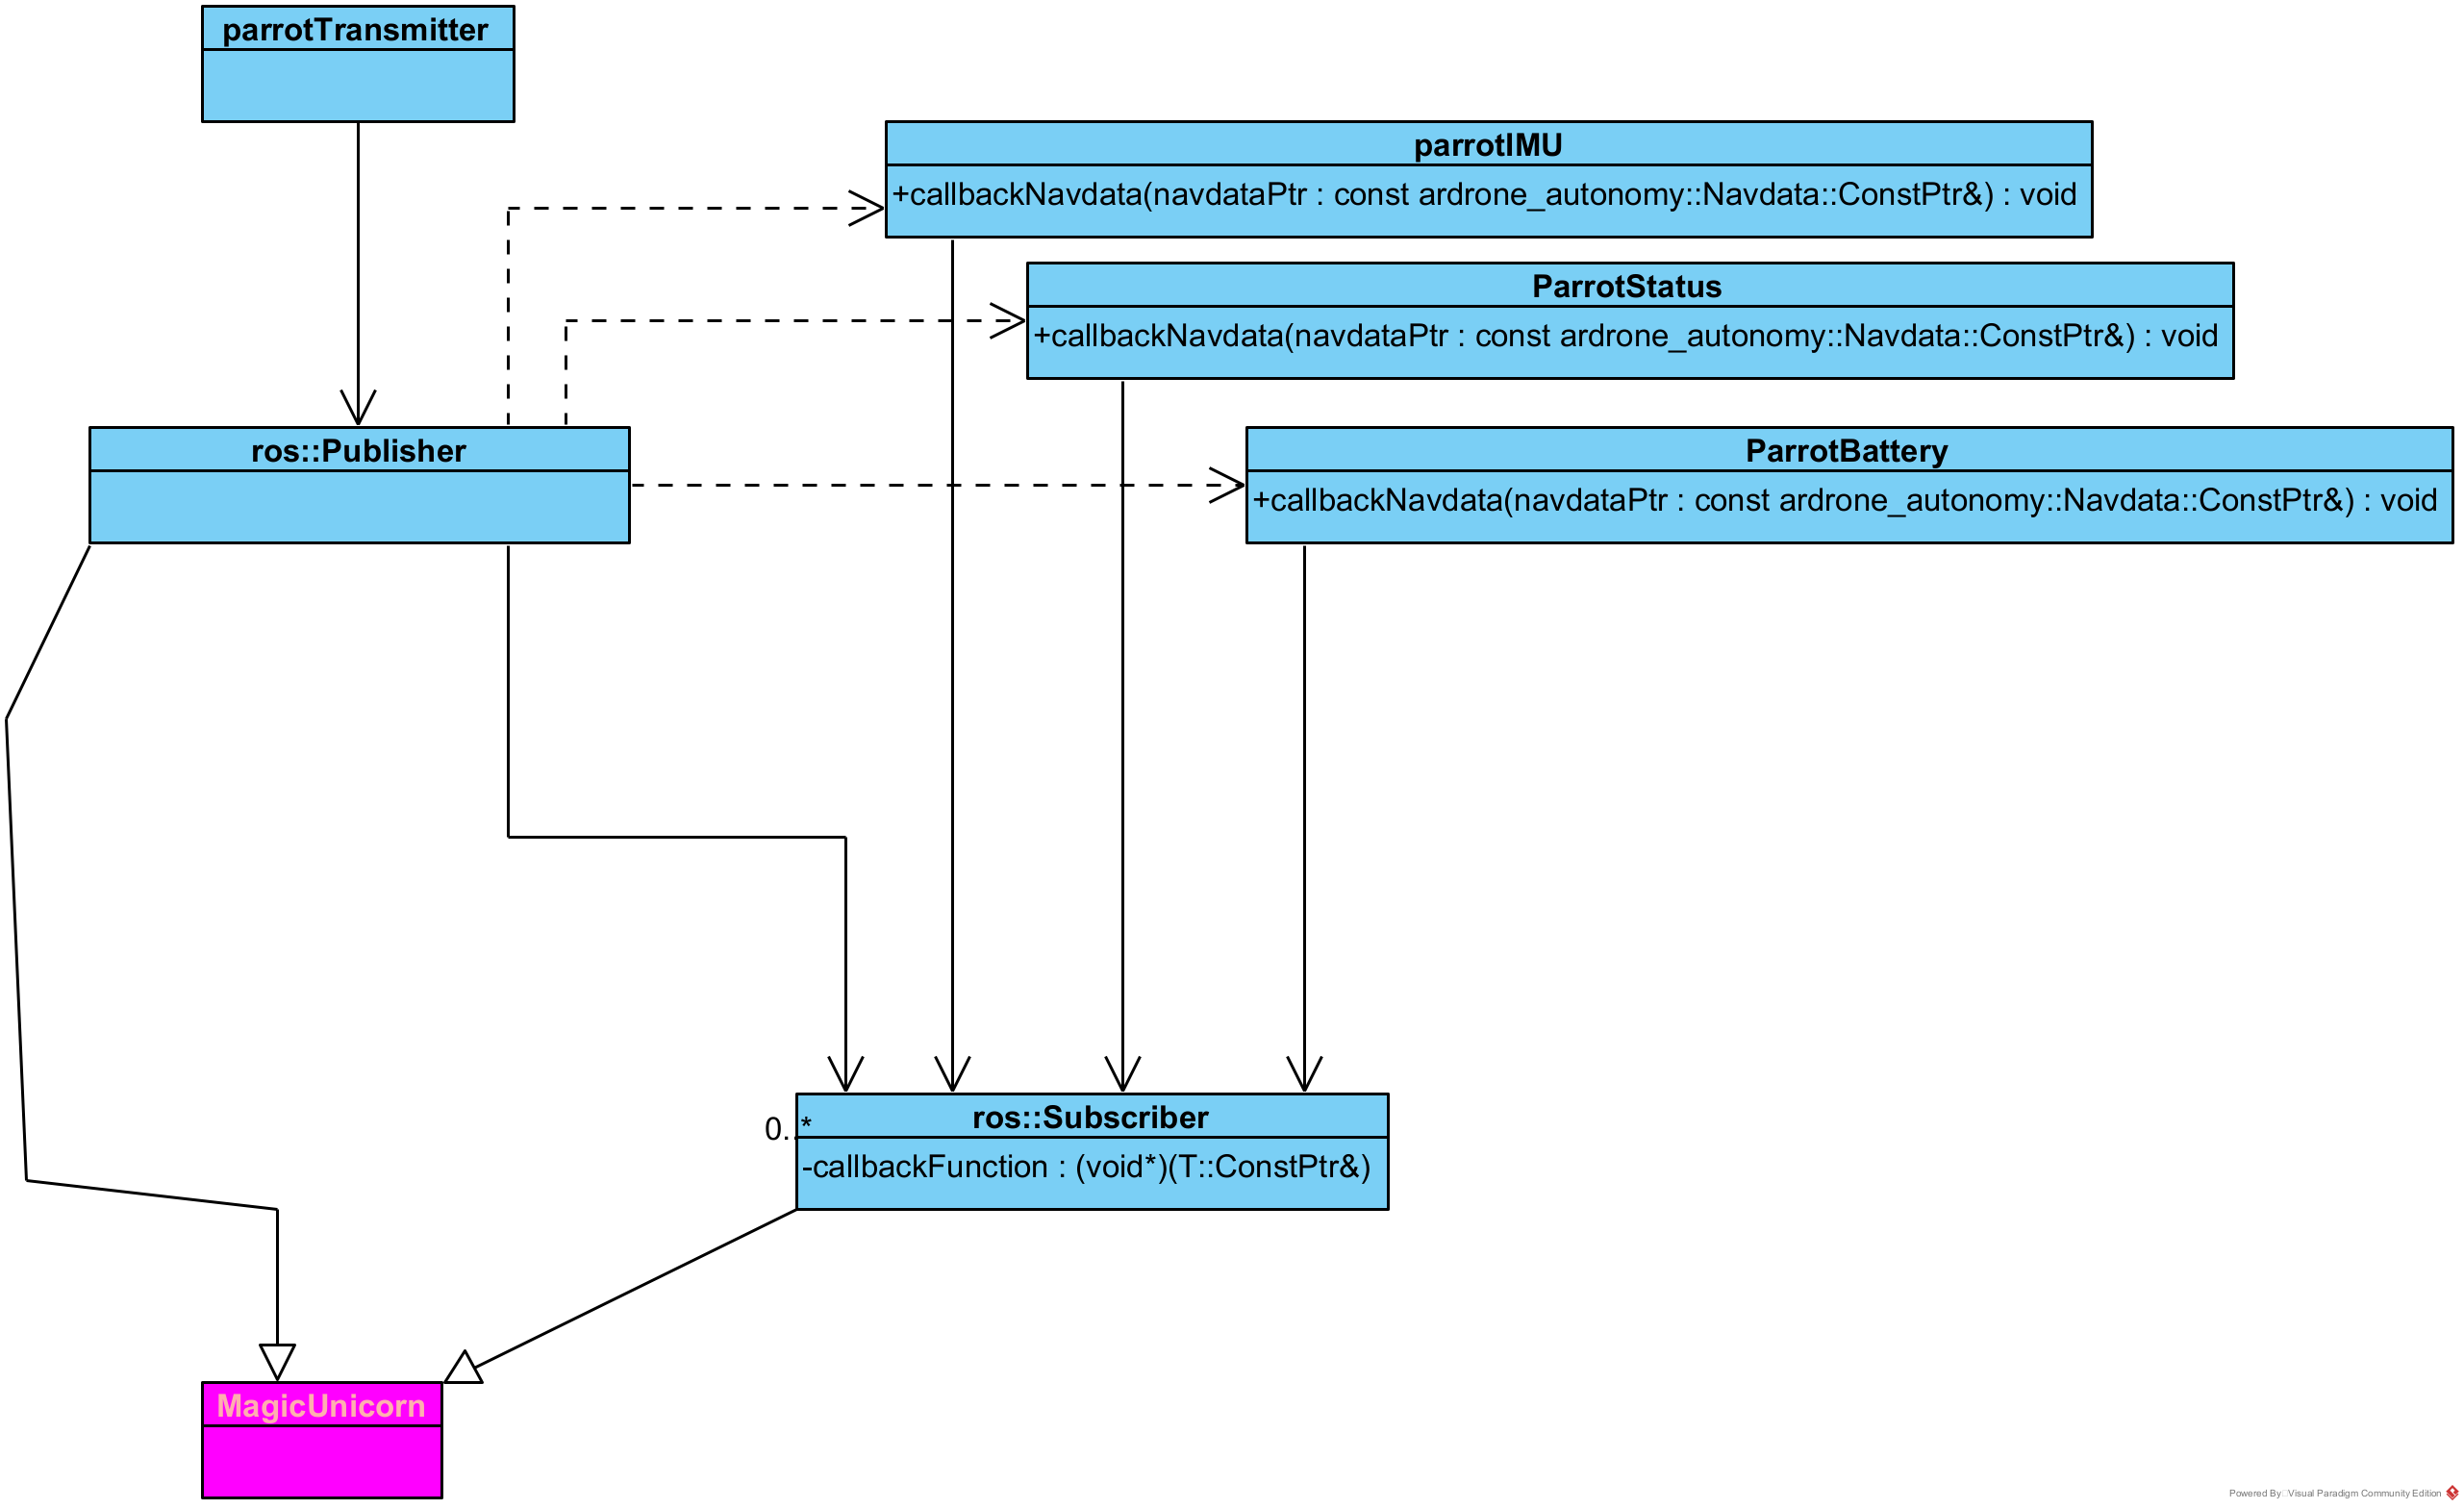 parrotTransmitter
parrotIMU
+callbackNavdata(navdataPtr : const ardrone_autonomy::Navdata::ConstPtr&) : void
ParrotStatus
+callbackNavdata(navdataPtr : const ardrone_autonomy::Navdata::ConstPtr&) : void
ros::Publisher
ParrotBattery
+callbackNavdata(navdataPtr : const ardrone_autonomy::Navdata::ConstPtr&) : void
0..*
ros::Subscriber
-callbackFunction : (void*)(T::ConstPtr&)
MagicUnicorn
Powered By Visual Paradigm Community Edition